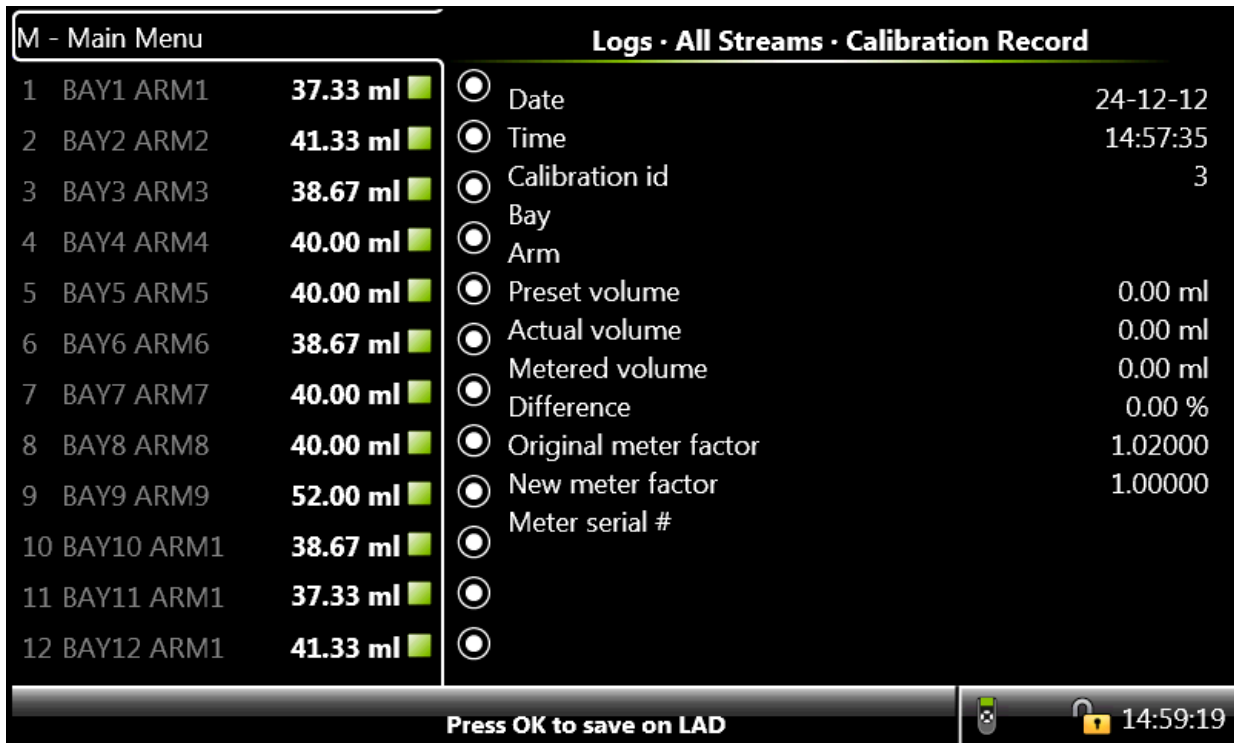 M - Main Menu
1 BAY1 ARM1 37.33 ml
2 BAY2 ARM2 41.33 ml
3 BAY3 ARM3 38.67 ml
4 BAY4 ARM4 40.00 ml
5 BAY5 ARM5 40.00 ml
6 BAY6 ARM6 38.67 ml
7 BAY7 ARM7 40.00 ml
8 BAY8 ARM8 40.00 ml
9 BAY9 ARM9 52.00 ml
10 BAY10 ARM1 38.67 ml
11 BAY11 ARM1 37.33 ml
12 BAY12 ARM1 41.33 ml
Logs · All Streams · Calibration Record
Date 24-12-12
Time 14:57:35
Calibration id 3
Bay
Arm
Preset volume 0.00 ml
Actual volume 0.00 ml
Metered volume 0.00 ml
Difference 0.00 %
Original meter factor 1.02000
New meter factor 1.00000
Meter serial #
Press OK to save on LAD
14:59:19